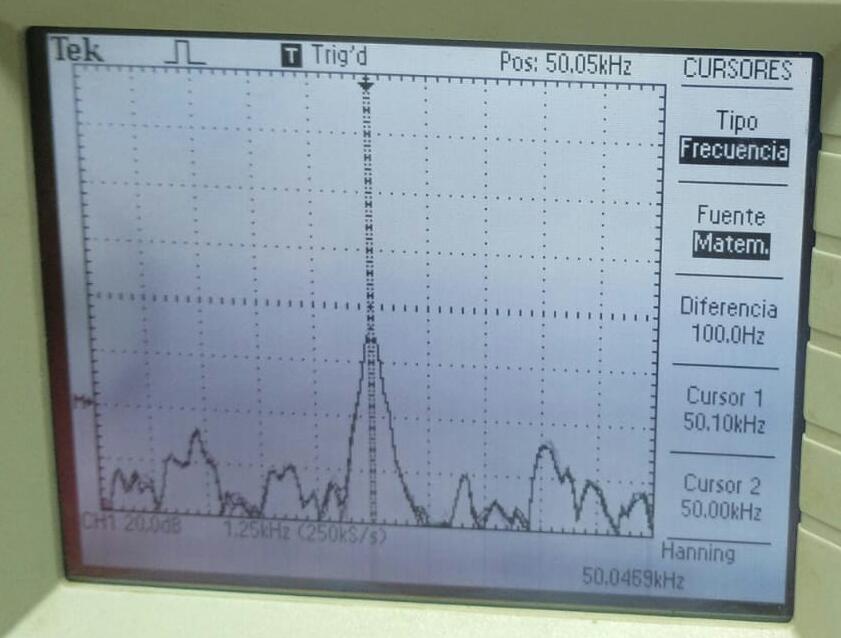 Tek T Trig'd Pos: 50.05kHz CURSORES
Tipo
Frecuencia
Fuente
Matem.
Diferencia
100.0Hz
M
Cursor 1
50.10kHz
Cursor 2
50.00kHz
CH1 20.0dB 1.25kHz (250kS/s) Hanning
50.0469kHz